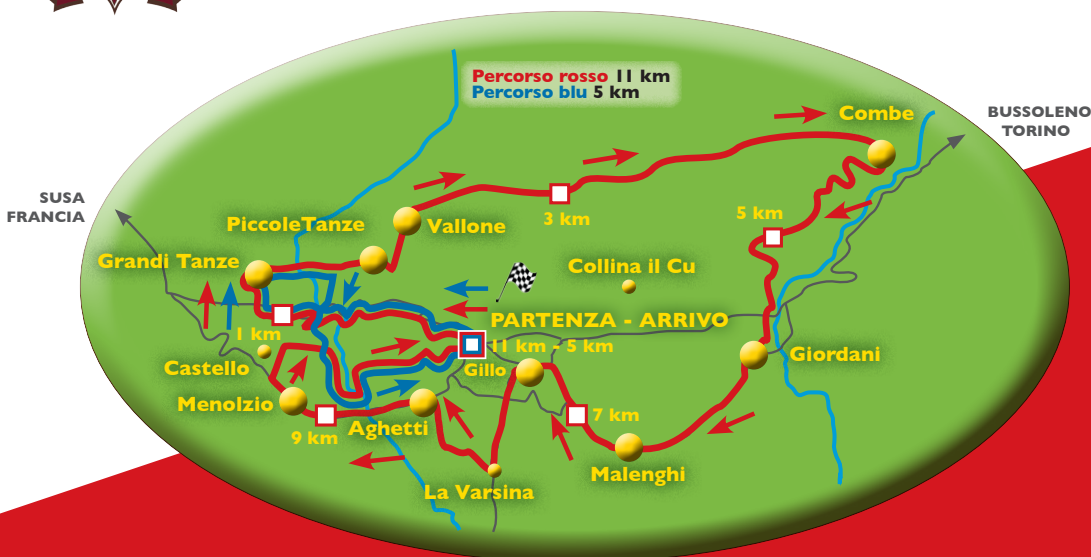 Percorso rosso 11 km
Percorso blu 5 km
Combe
BUSSOLENO
TORINO
SUSA
FRANCIA
PiccoleTanze
Vallone
3 km
5 km
Grandi Tanze
Collina il Cu
PARTENZA - ARRIVO
11 km - 5 km
1 km
Castello
Gillo
Giordani
Menolzio
9 km
Aghetti
7 km
Malenghi
La Varsina